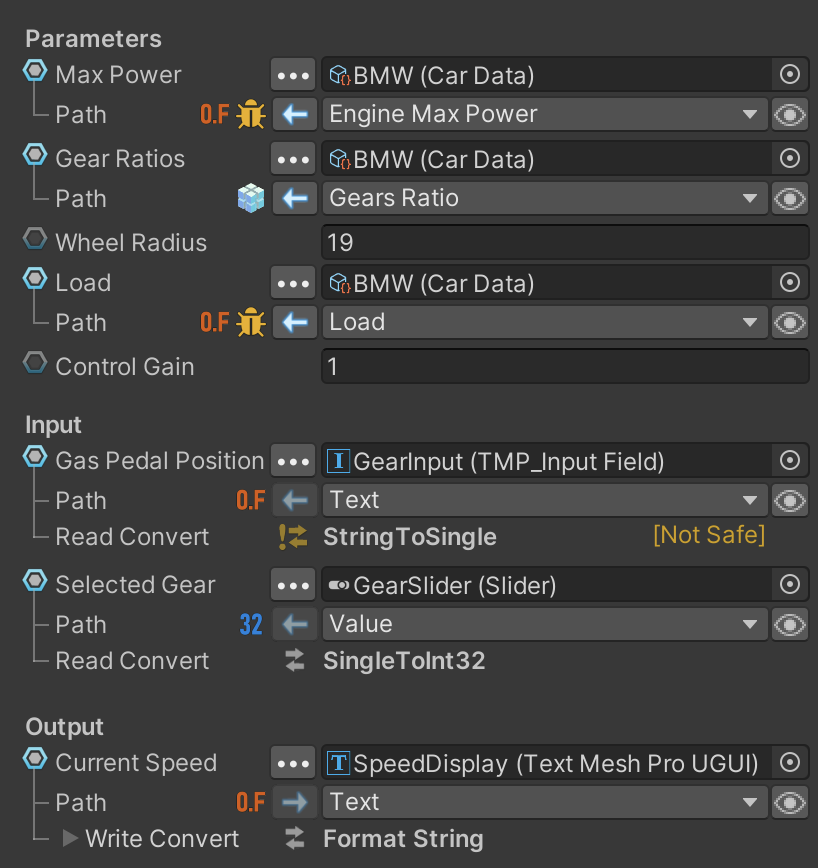 Parameters
Max Power ••• BMW (Car Data)
Path 0.F Engine Max Power
Gear Ratios ••• BMW (Car Data)
Path Gears Ratio
Wheel Radius 19
Load ••• BMW (Car Data)
Path 0.F Load
Control Gain 1
Input
Gas Pedal Position ••• I GearInput (TMP_Input Field)
Path 0.F Text
Read Convert ! StringToSingle [Not Safe]
Selected Gear ••• GearSlider (Slider)
Path 32 Value
Read Convert SingleToInt32
Output
Current Speed ••• T SpeedDisplay (Text Mesh Pro UGUI)
Path 0.F Text
Write Convert Format String